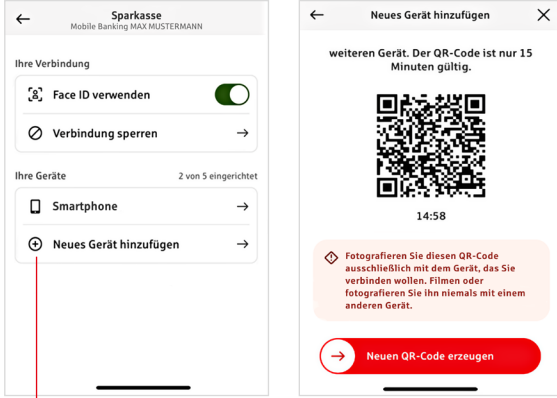 Sparkasse
Mobile Banking MAX MUSTERMANN
Ihre Verbindung
Face ID verwenden
Verbindung sperren
Ihre Geräte 2 von 5 eingerichtet
Smartphone
Neues Gerät hinzufügen
Neues Gerät hinzufügen
weiteren Gerät. Der QR-Code ist nur 15
Minuten gültig.
14:58
Fotografieren Sie diesen QR-Code
ausschließlich mit dem Gerät, das Sie
verbinden wollen. Filmen oder
fotografieren Sie ihn niemals mit einem
anderen Gerät.
Neuen QR-Code erzeugen